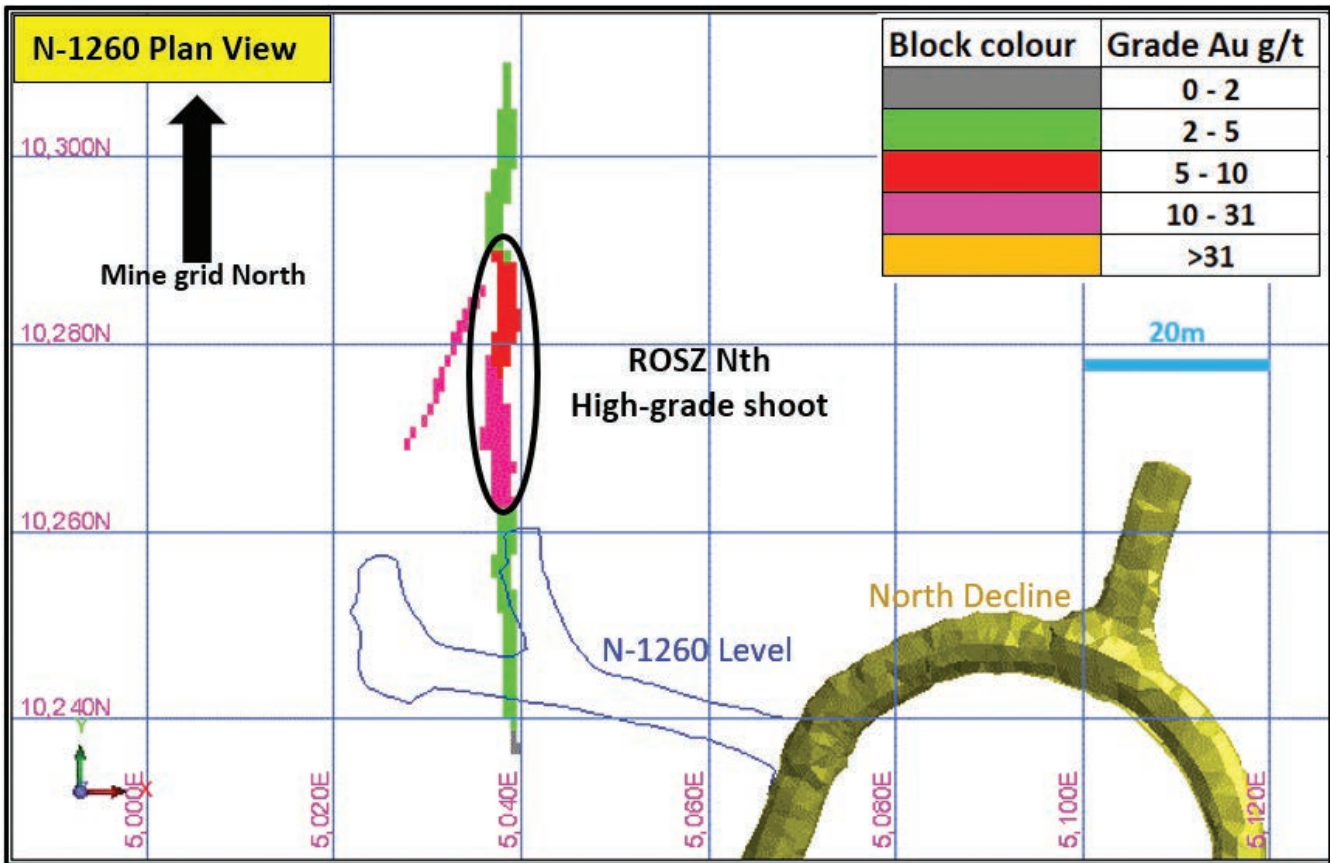 N-1260 Plan View
Block colour Grade Au g/t
0 - 2
2 - 5
5 - 10
10 - 31
>31
10,300N
Mine grid North
10,280N
20m
ROSZ Nth
High-grade shoot
10,260N
North Decline
N-1260 Level
10,240N
Y
X
5,000E
5,020E
5,040E
5,060E
5,080E
5,100E
5,120E